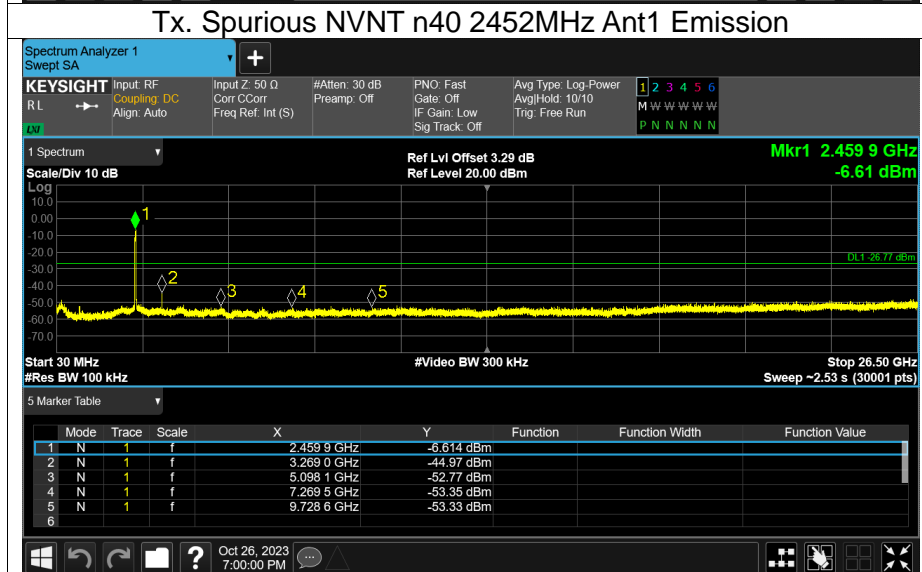 Tx. Spurious NVNT n40 2452MHz Ant1 Emission
Spectrum Analyzer 1
Swept SA
+
KEYSIGHT
RL
LXI
Input: RF
Coupling: DC
Align: Auto
Input Z: 50 Ω
Corr CCorr
Freq Ref: Int (S)
#Atten: 30 dB
Preamp: Off
PNO: Fast
Gate: Off
IF Gain: Low
Sig Track: Off
Avg Type: Log-Power
Avg|Hold: 10/10
Trig: Free Run
1 2 3 4 5 6
M W W W W W
P N N N N N
1 Spectrum
Scale/Div 10 dB
Ref Lvl Offset 3.29 dB
Ref Level 20.00 dBm
Mkr1 2.459 9 GHz
-6.61 dBm
Log
10.0
0.00
-10.0
-20.0
-30.0
-40.0
-50.0
-60.0
-70.0
1
2
3
4
5
DL1 -26.77 dBm
Start 30 MHz
#Video BW 300 kHz
Stop 26.50 GHz
#Res BW 100 kHz
Sweep ~2.53 s (30001 pts)
5 Marker Table
Mode Trace Scale X Y Function Function Width Function Value
1 N 1 f 2.459 9 GHz -6.614 dBm
2 N 1 f 3.269 0 GHz -44.97 dBm
3 N 1 f 5.098 1 GHz -52.77 dBm
4 N 1 f 7.269 5 GHz -53.35 dBm
5 N 1 f 9.728 6 GHz -53.33 dBm
6
?
Oct 26, 2023
7:00:00 PM